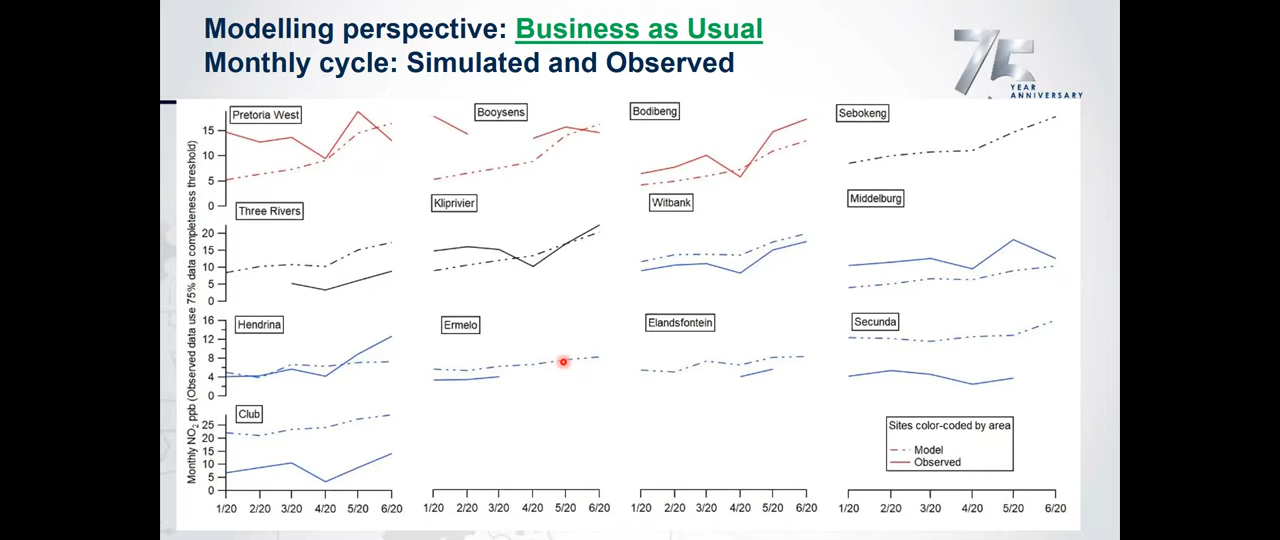 Modelling perspective: Business as Usual
Monthly cycle: Simulated and Observed
75
YEAR
ANNIVERSARY
Monthly NO2 ppb (Observed data use 75% data completeness threshold)
Pretoria West
Booysens
Bodibeng
Sebokeng
15
10
5
0
Three Rivers
Kliprivier
Witbank
Middelburg
20
15
10
5
0
Hendrina
Ermelo
Elandsfontein
Secunda
16
12
8
4
0
Club
25
20
15
10
5
0
Sites color-coded by area
Model
Observed
1/20 2/20 3/20 4/20 5/20 6/20
1/20 2/20 3/20 4/20 5/20 6/20
1/20 2/20 3/20 4/20 5/20 6/20
1/20 2/20 3/20 4/20 5/20 6/20